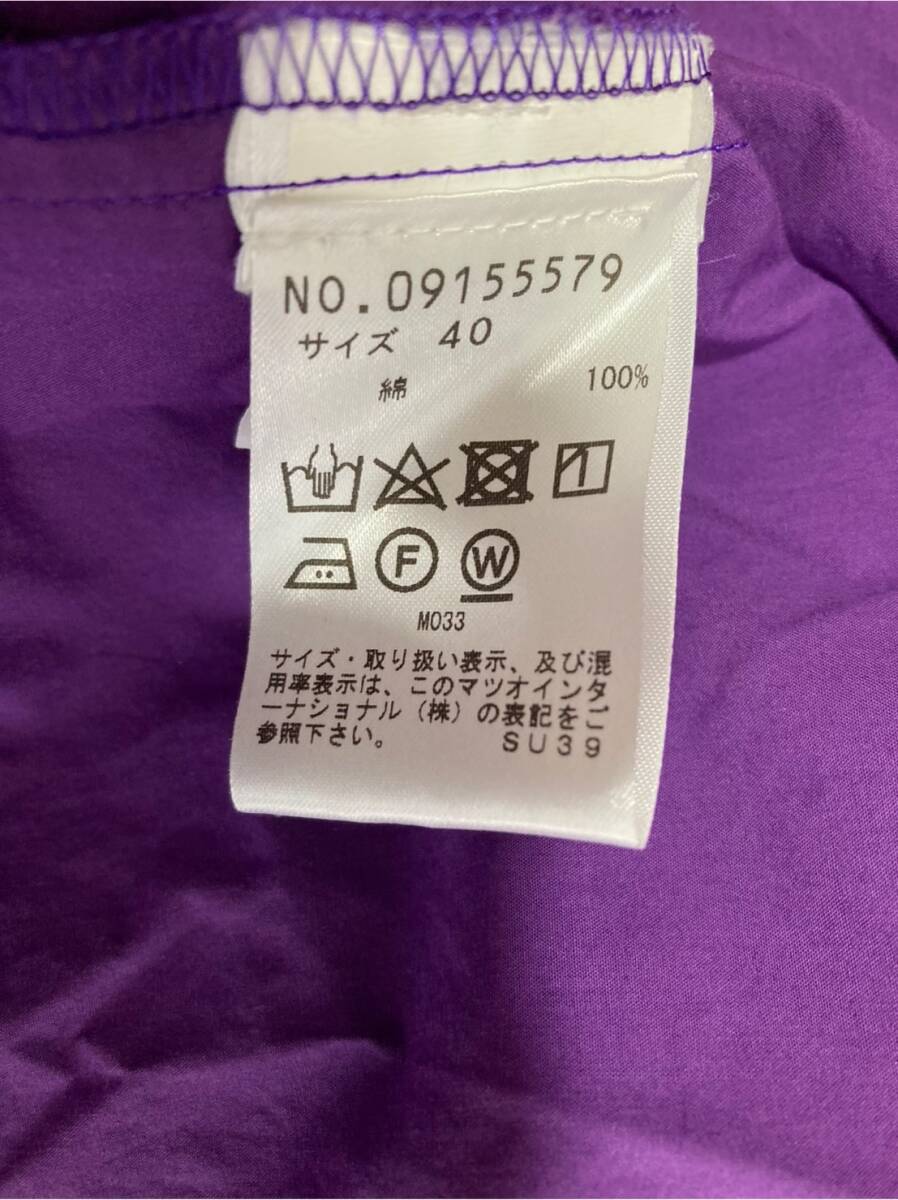 NO.09155579
サイズ 40
綿 100%
F W
M033
サイズ・取り扱い表示、及び混
用率表示は、このマツオインタ
ーナショナル(株)の表記をご
参照下さい。 SU39